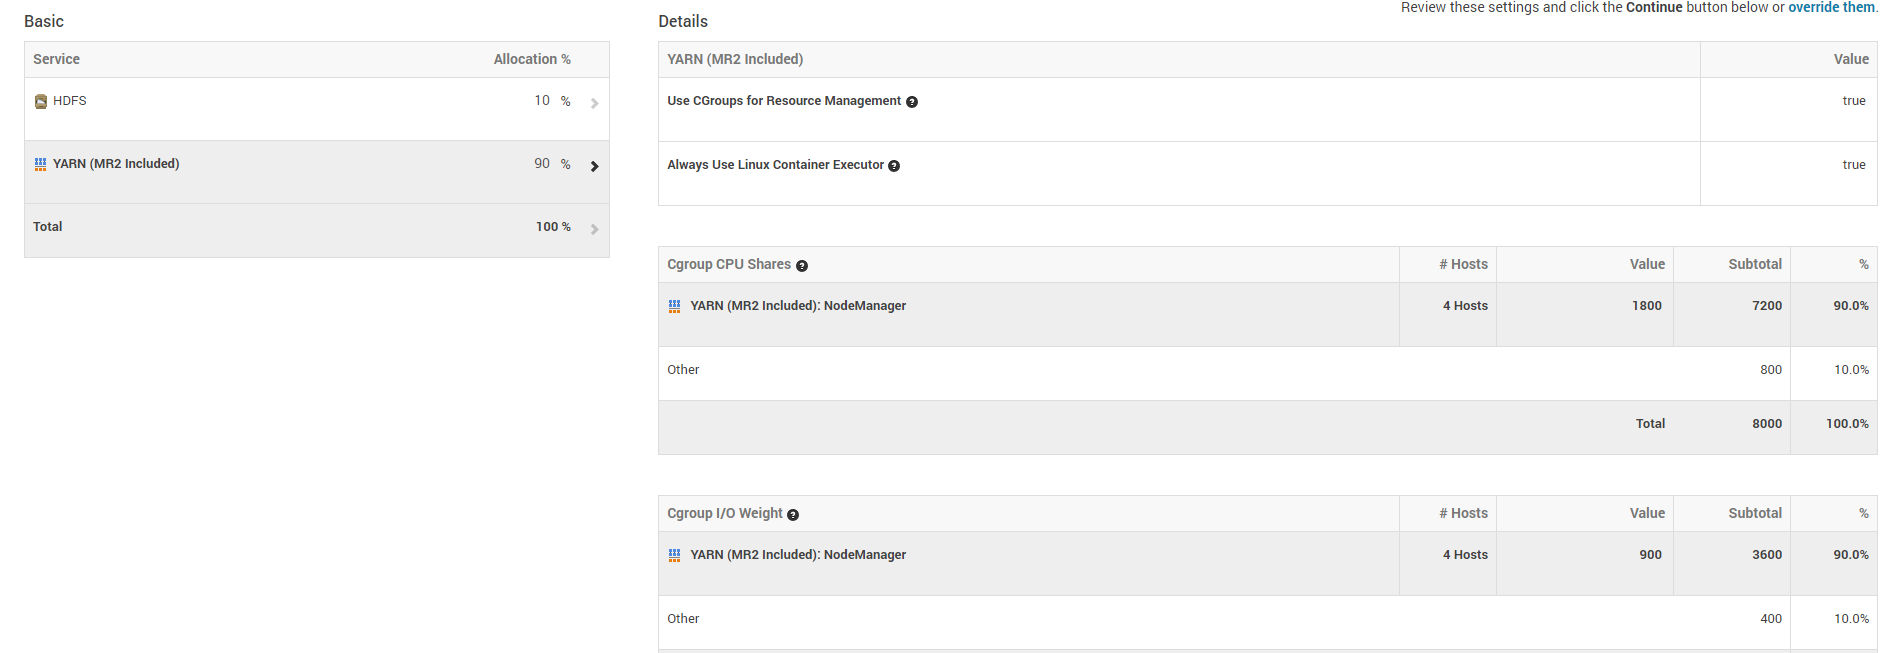 Review these settings and click the Continue button below or override them.
Basic
Service Allocation %
HDFS 10 %
YARN (MR2 Included) 90 %
Total 100 %
Details
YARN (MR2 Included) Value
Use CGroups for Resource Management true
Always Use Linux Container Executor true
Cgroup CPU Shares # Hosts Value Subtotal %
YARN (MR2 Included): NodeManager 4 Hosts 1800 7200 90.0%
Other 800 10.0%
Total 8000 100.0%
Cgroup I/O Weight # Hosts Value Subtotal %
YARN (MR2 Included): NodeManager 4 Hosts 900 3600 90.0%
Other 400 10.0%